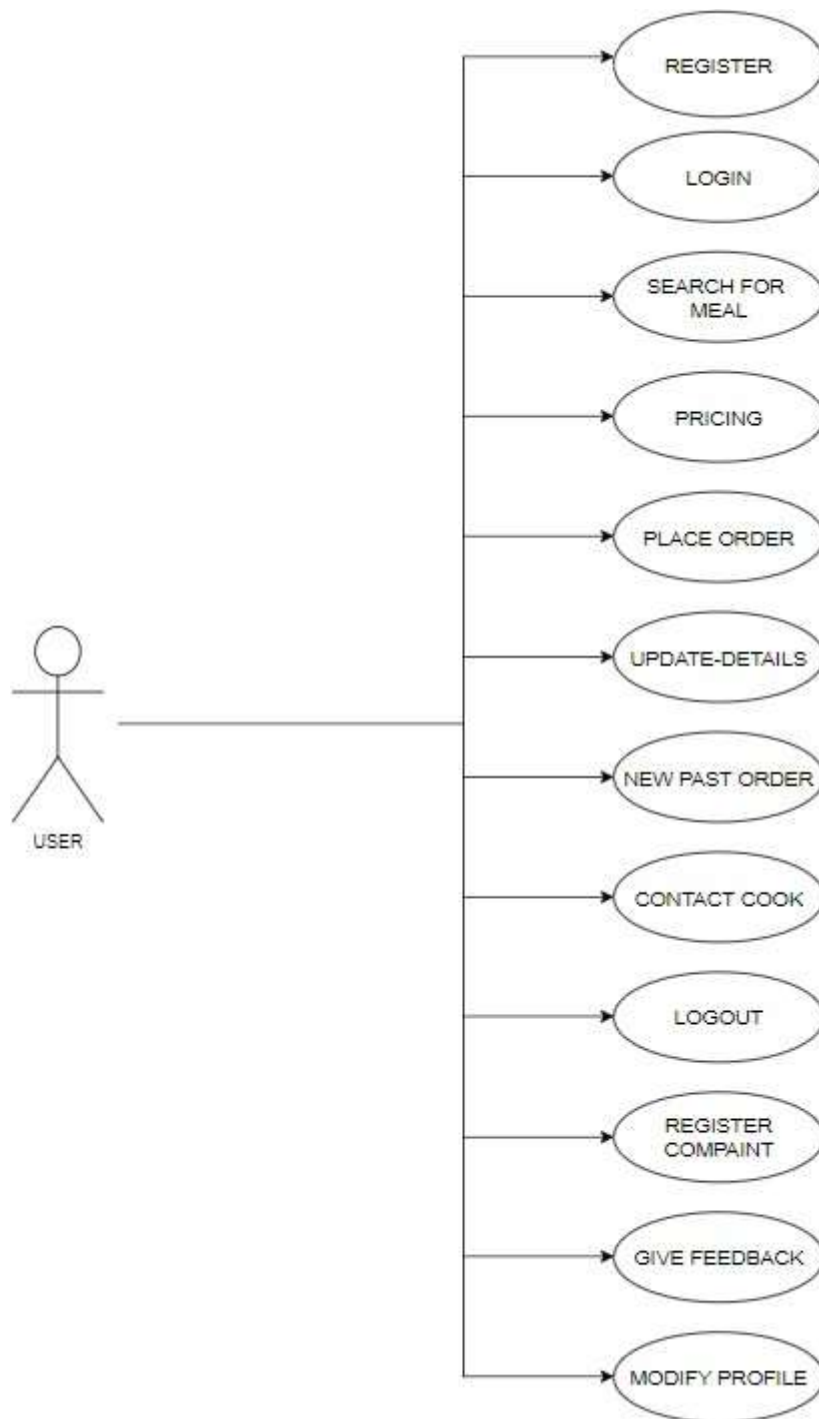 REGISTER
LOGIN
SEARCH FOR
MEAL
PRICING
PLACE ORDER
UPDATE-DETAILS
USER
NEW PAST ORDER
CONTACT COOK
LOGOUT
REGISTER
COMPAINT
GIVE FEEDBACK
MODIFY PROFILE